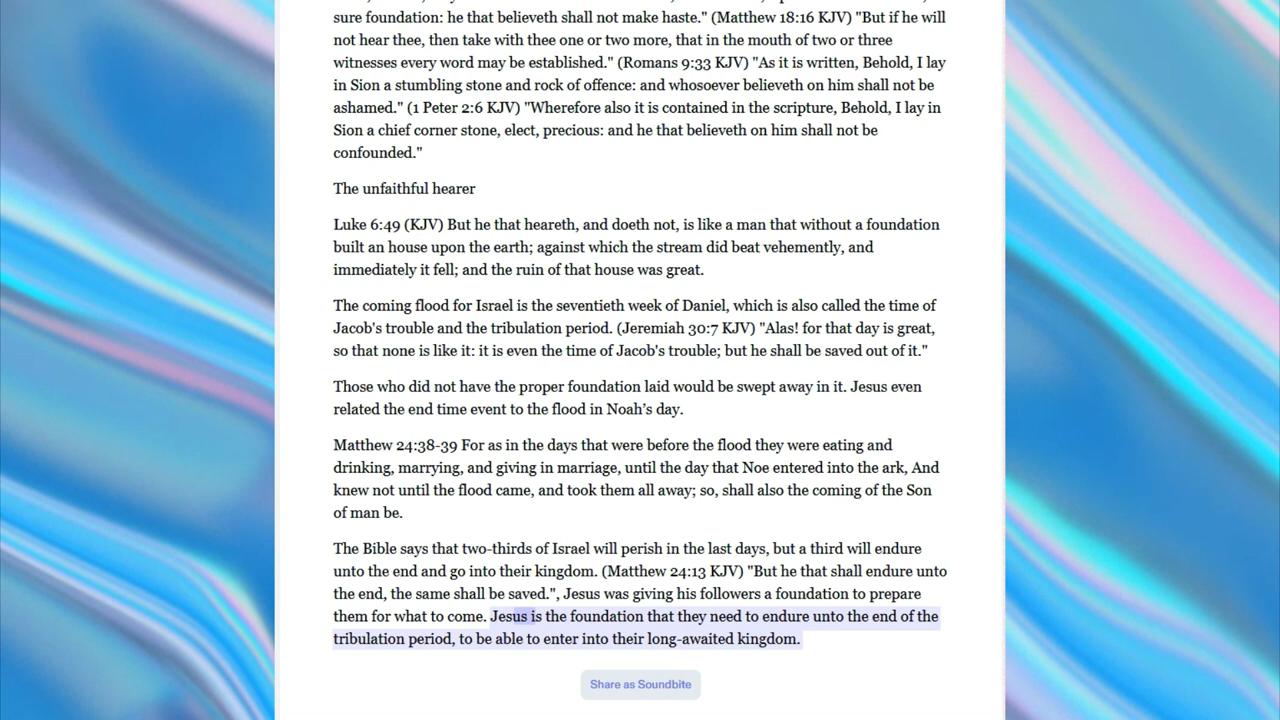 sure foundation: he that believeth shall not make haste." (Matthew 18:16 KJV) "But if he will
not hear thee, then take with thee one or two more, that in the mouth of two or three
witnesses every word may be established." (Romans 9:33 KJV) "As it is written, Behold, I lay
in Sion a stumbling stone and rock of offence: and whosoever believeth on him shall not be
ashamed." (1 Peter 2:6 KJV) "Wherefore also it is contained in the scripture, Behold, I lay in
Sion a chief corner stone, elect, precious: and he that believeth on him shall not be
confounded."
The unfaithful hearer
Luke 6:49 (KJV) But he that heareth, and doeth not, is like a man that without a foundation
built an house upon the earth; against which the stream did beat vehemently, and
immediately it fell; and the ruin of that house was great.
The coming flood for Israel is the seventieth week of Daniel, which is also called the time of
Jacob's trouble and the tribulation period. (Jeremiah 30:7 KJV) "Alas! for that day is great,
so that none is like it: it is even the time of Jacob's trouble; but he shall be saved out of it."
Those who did not have the proper foundation laid would be swept away in it. Jesus even
related the end time event to the flood in Noah’s day.
Matthew 24:38-39 For as in the days that were before the flood they were eating and
drinking, marrying, and giving in marriage, until the day that Noe entered into the ark, And
knew not until the flood came, and took them all away; so, shall also the coming of the Son
of man be.
The Bible says that two-thirds of Israel will perish in the last days, but a third will endure
unto the end and go into their kingdom. (Matthew 24:13 KJV) "But he that shall endure unto
the end, the same shall be saved.", Jesus was giving his followers a foundation to prepare
them for what to come. Jesus is the foundation that they need to endure unto the end of the
tribulation period, to be able to enter into their long-awaited kingdom.
Share as Soundbite